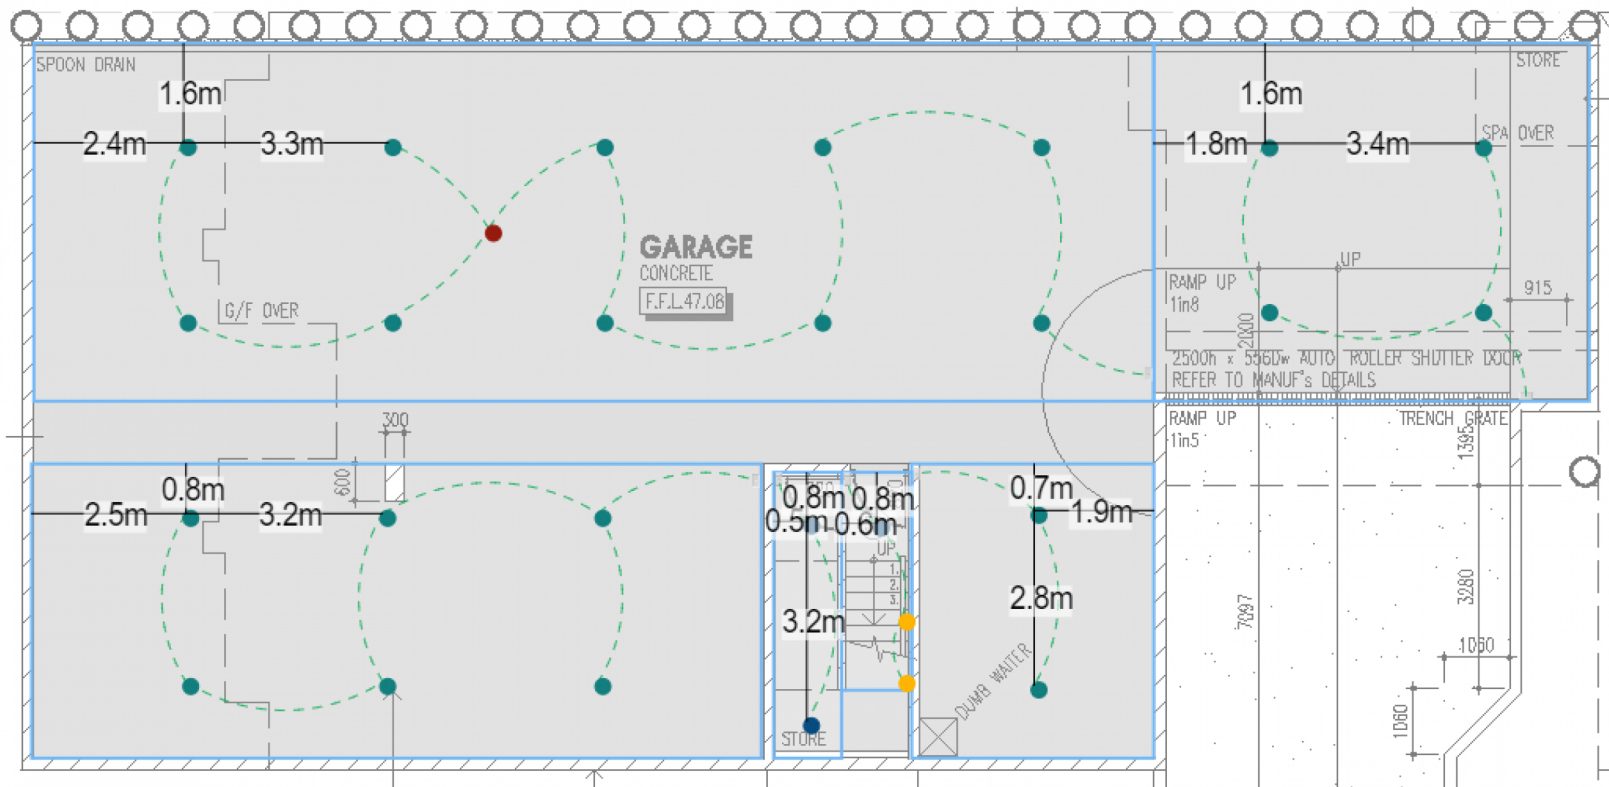 SPOON DRAIN
STORE
1.6m
1.6m
SPA OVER
2.4m
3.3m
1.8m
3.4m
GARAGE
CONCRETE
F.F.L.47.08
UP
RAMP UP
1in8
915
G/F OVER
2000
2500h x 5560w AUTO ROLLER SHUTTER DOOR
REFER TO MANUF's DETAILS
300
RAMP UP
TRENCH GRATE
1in5
1395
600
0.8m
0.8m
0.8m
0.7m
2.5m
3.2m
0.5m
0.6m
1.9m
UP
1.
2.
3.
3.2m
2.8m
7097
3280
1060
DUMB WAITER
1060
STORE